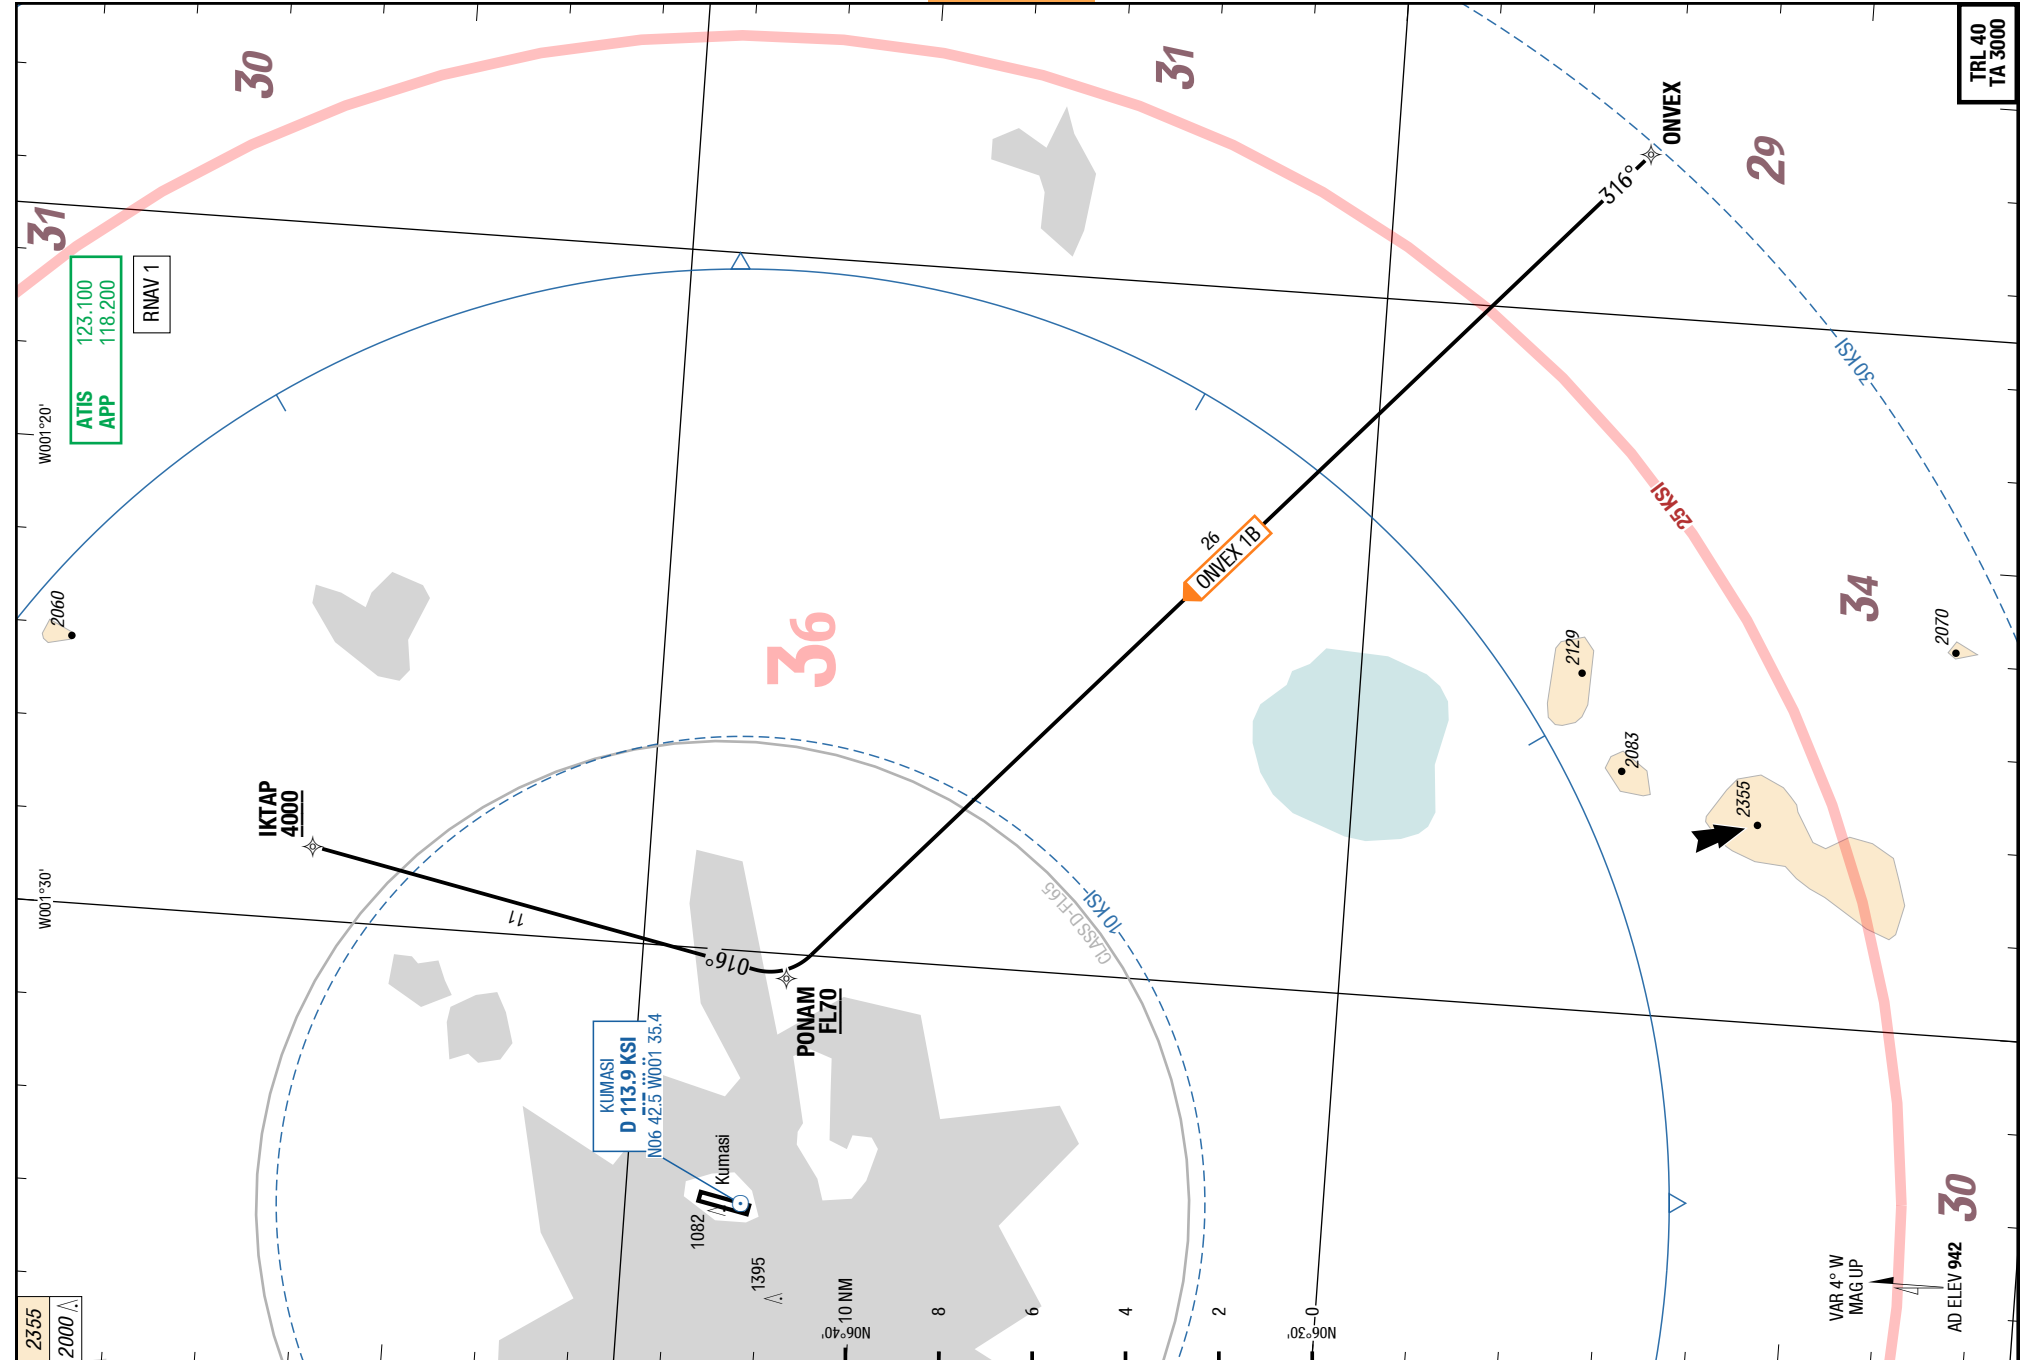 TRL 40
TA 3000
30
31
31
29
ONVEX
316°
ATIS 123.100
APP 118.200
RNAV 1
W001°20'
30 KSI
25 KSI
26
ONVEX 1B
2060
36
34
2129
2070
2083
2355
IKTAP
4000
W001°30'
11
016°
CLASS D-FL65
10 KSI
PONAM
FL70
KUMASI
D 113.9 KSI
N06 42.5 W001 35.4
Kumasi
1082
1395
30
VAR 4° W
MAG UP
AD ELEV 942
10 NM
8
6
4
2
0
N06°40'
N06°30'
2355
2000